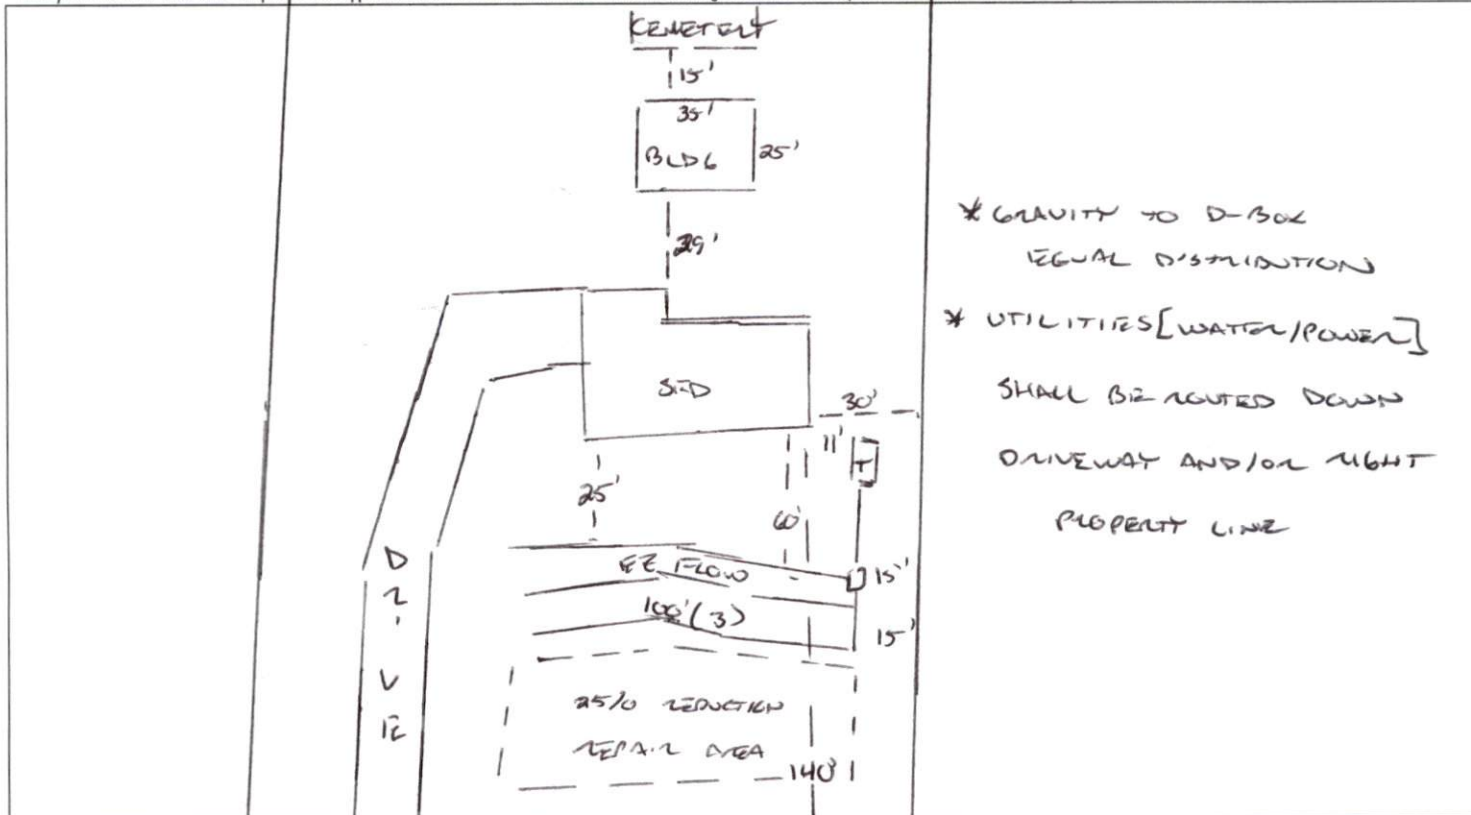 KEMETERY
15'
35'
BLDG
25'
29'
* GRAVITY TO D-BOX
EQUAL DISTRIBUTION
* UTILITIES [WATER/POWER]
SHALL BE ROUTED DOWN
DRIVEWAY AND/OR RIGHT
PROPERTY LINE
SFD
30'
11'
T
25'
60'
EZ FLOW
15'
100' (3)
15'
DRIVE
25% REDUCTION
REPAIR AREA
140'